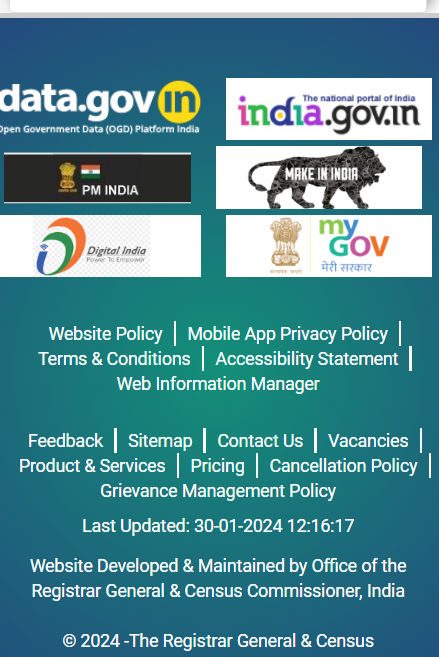 data.gov in
Open Government Data (OGD) Platform India
The national portal of India
india.gov.in
PM INDIA
MAKE IN INDIA
Digital India
Power To Empower
my
GOV
मेरी सरकार
Website Policy | Mobile App Privacy Policy |
Terms & Conditions | Accessibility Statement |
Web Information Manager
Feedback | Sitemap | Contact Us | Vacancies |
Product & Services | Pricing | Cancellation Policy |
Grievance Management Policy
Last Updated: 30-01-2024 12:16:17
Website Developed & Maintained by Office of the
Registrar General & Census Commissioner, India
© 2024 -The Registrar General & Census